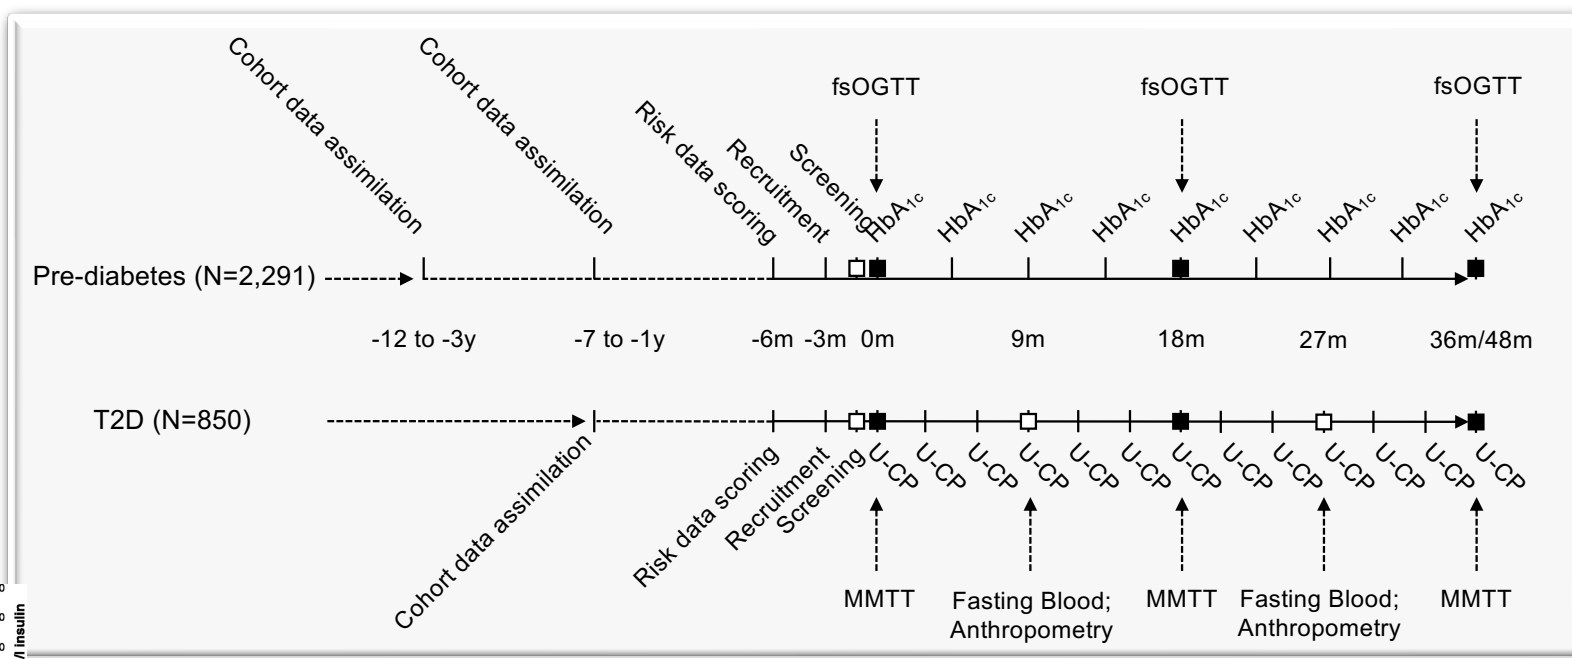 Cohort data assimilation
Cohort data assimilation
Risk data scoring
Recruitment
Screening
fsOGTT
fsOGTT
fsOGTT
HbA1c
HbA1c
HbA1c
HbA1c
HbA1c
HbA1c
HbA1c
HbA1c
HbA1c
Pre-diabetes (N=2,291)
-12 to -3y
-7 to -1y
-6m
-3m
0m
9m
18m
27m
36m/48m
T2D (N=850)
Cohort data assimilation
Risk data scoring
Recruitment
Screening
U-CP
U-CP
U-CP
U-CP
U-CP
U-CP
U-CP
U-CP
U-CP
U-CP
U-CP
U-CP
U-CP
MMTT
Fasting Blood;
Anthropometry
MMTT
Fasting Blood;
Anthropometry
MMTT
insulin